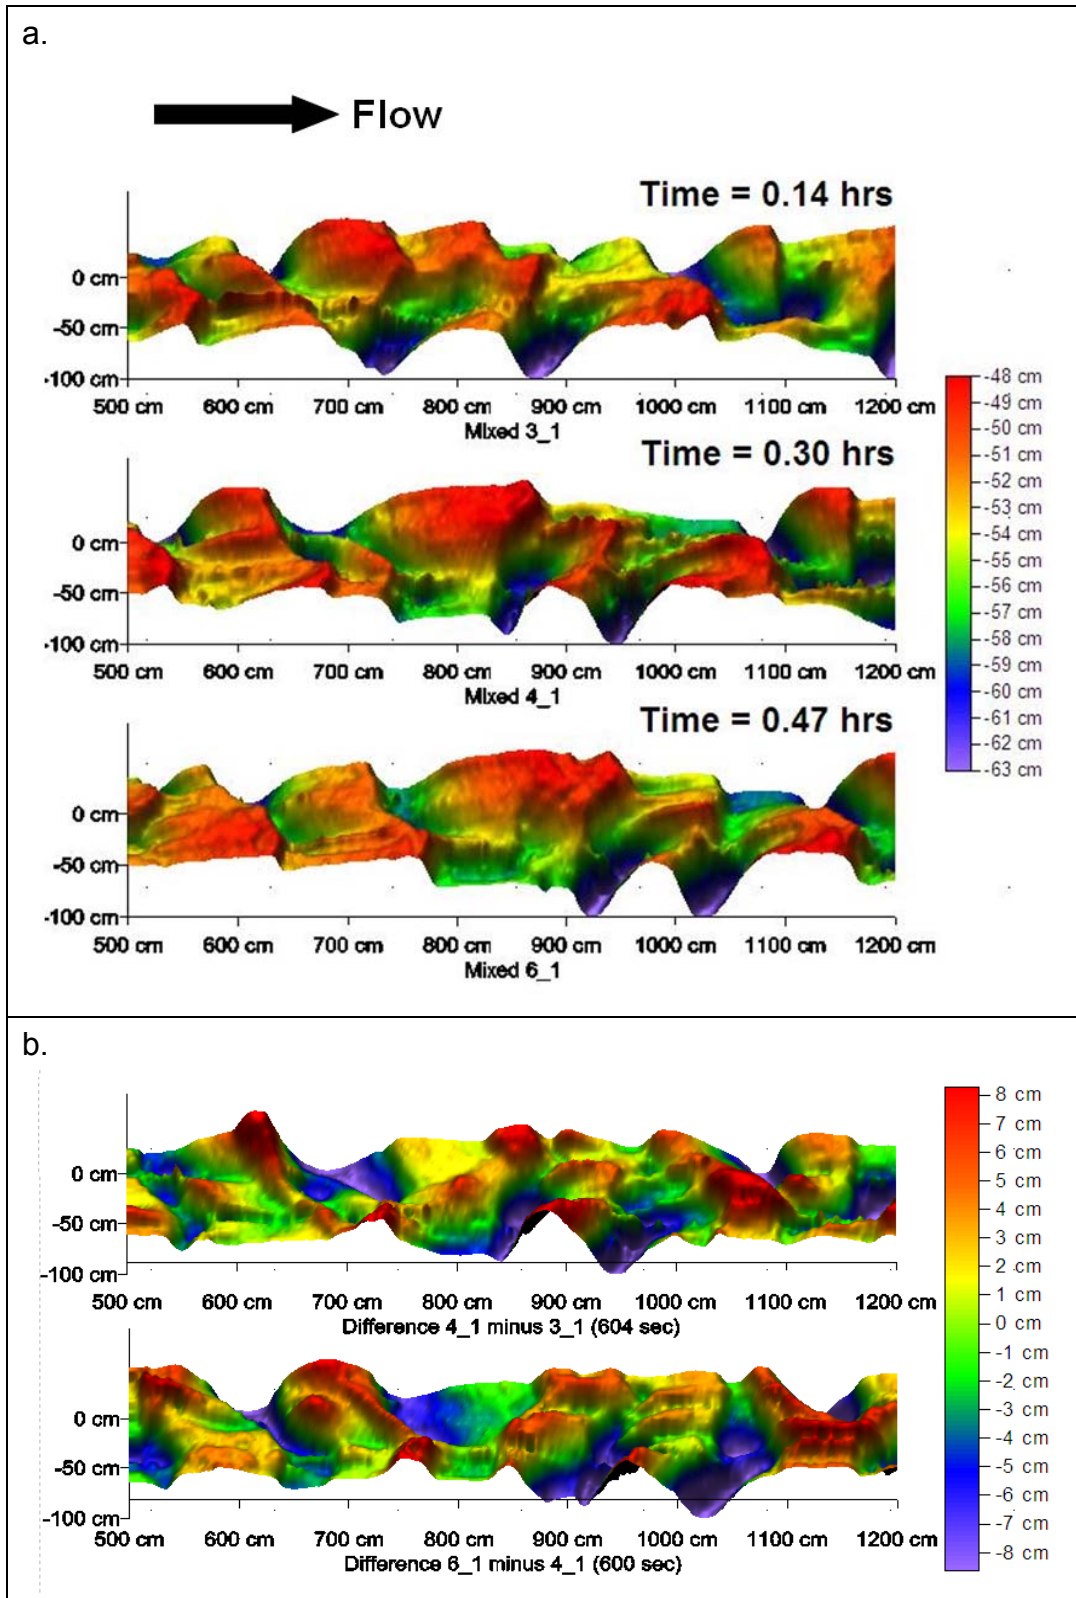 a.
Flow
Time = 0.14 hrs
0 cm
-50 cm
-100 cm
500 cm 600 cm 700 cm 800 cm 900 cm 1000 cm 1100 cm 1200 cm
Mixed 3_1
Time = 0.30 hrs
0 cm
-50 cm
-100 cm
500 cm 600 cm 700 cm 800 cm 900 cm 1000 cm 1100 cm 1200 cm
Mixed 4_1
Time = 0.47 hrs
0 cm
-50 cm
-100 cm
500 cm 600 cm 700 cm 800 cm 900 cm 1000 cm 1100 cm 1200 cm
Mixed 6_1
-48 cm
-49 cm
-50 cm
-51 cm
-52 cm
-53 cm
-54 cm
-55 cm
-56 cm
-57 cm
-58 cm
-59 cm
-60 cm
-61 cm
-62 cm
-63 cm
b.
0 cm
-50 cm
-100 cm
500 cm 600 cm 700 cm 800 cm 900 cm 1000 cm 1100 cm 1200 cm
Difference 4_1 minus 3_1 (604 sec)
0 cm
-50 cm
-100 cm
500 cm 600 cm 700 cm 800 cm 900 cm 1000 cm 1100 cm 1200 cm
Difference 6_1 minus 4_1 (600 sec)
8 cm
7 cm
6 cm
5 cm
4 cm
3 cm
2 cm
1 cm
0 cm
-1 cm
-2 cm
-3 cm
-4 cm
-5 cm
-6 cm
-7 cm
-8 cm